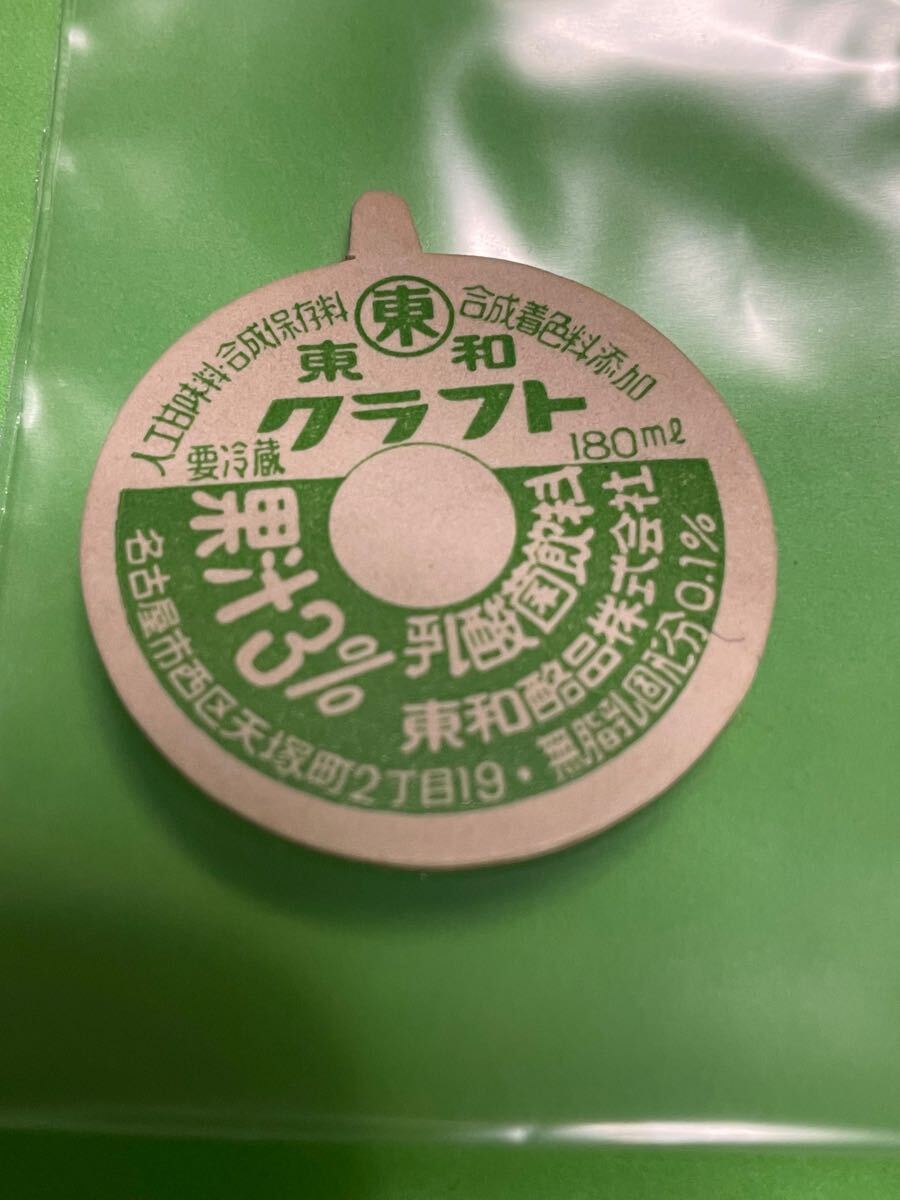 人工甘味料・合成保存料
東
合成着色料添加
東和
クラフト
要冷蔵
180ml
果汁3%
乳酸菌飲料
東和酪品株式会社
名古屋市西区天塚町2丁目19・無脂乳固形分0.1%